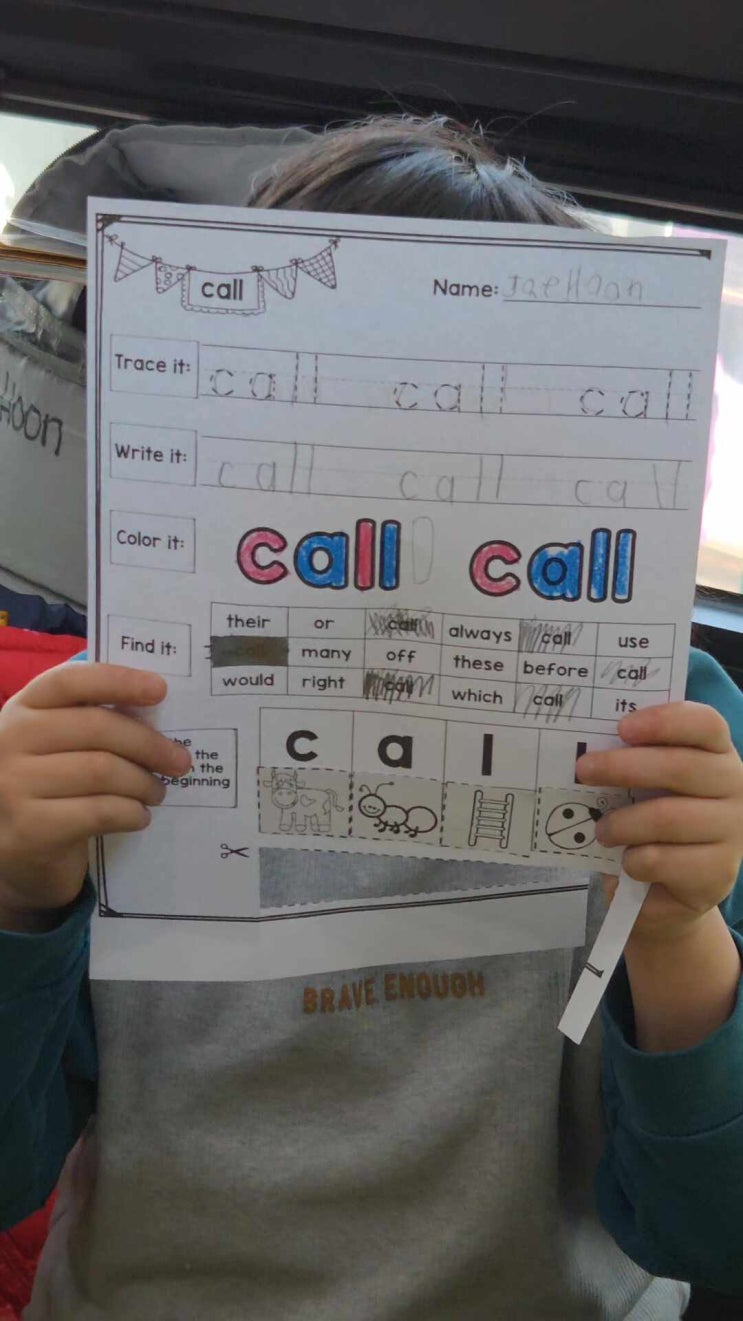 call
Name: JaeHoon
Trace it: call call call
Hoon
Write it: call call call
Color it: call call
Find it:
their or call always call use
call many off these before call
would right call which call its
the
the
beginning
c a l
BRAVE ENOUGH